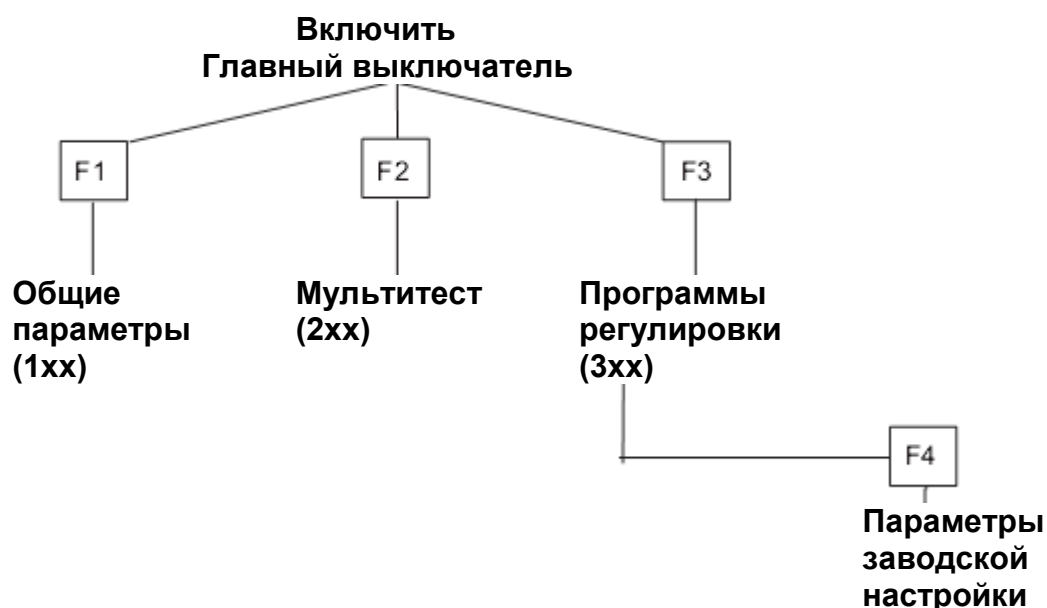 Включить
Главный выключатель
F1
F2
F3
Общие
параметры
(1xx)
Мультитест
(2xx)
Программы
регулировки
(3xx)
F4
Параметры
заводской
настройки